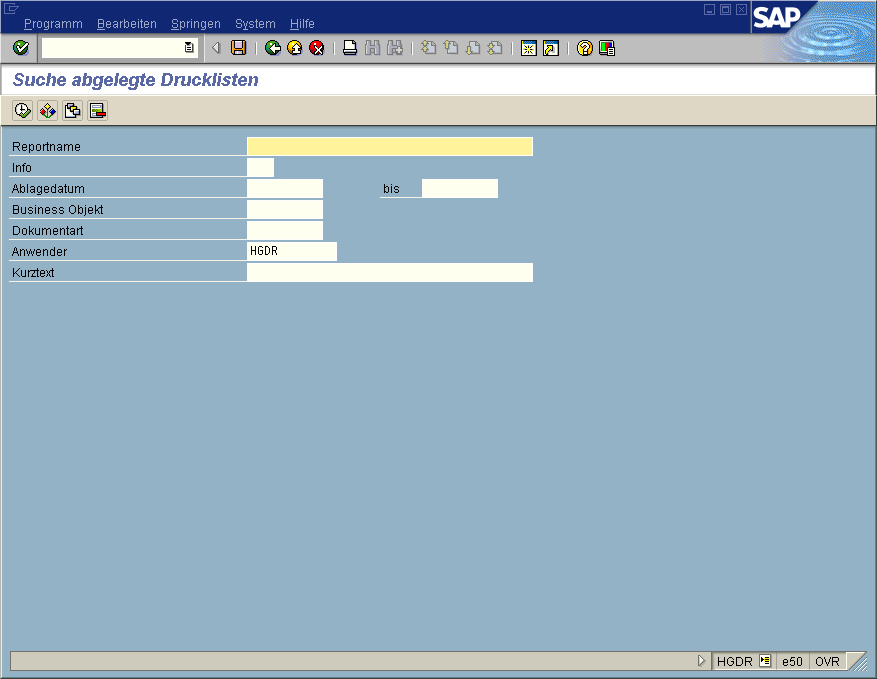 Programm Bearbeiten Springen System Hilfe
SAP
Suche abgelegte Drucklisten
Reportname
Info
Ablagedatum bis
Business Objekt
Dokumentart
Anwender HGDR
Kurztext
HGDR e50 OVR